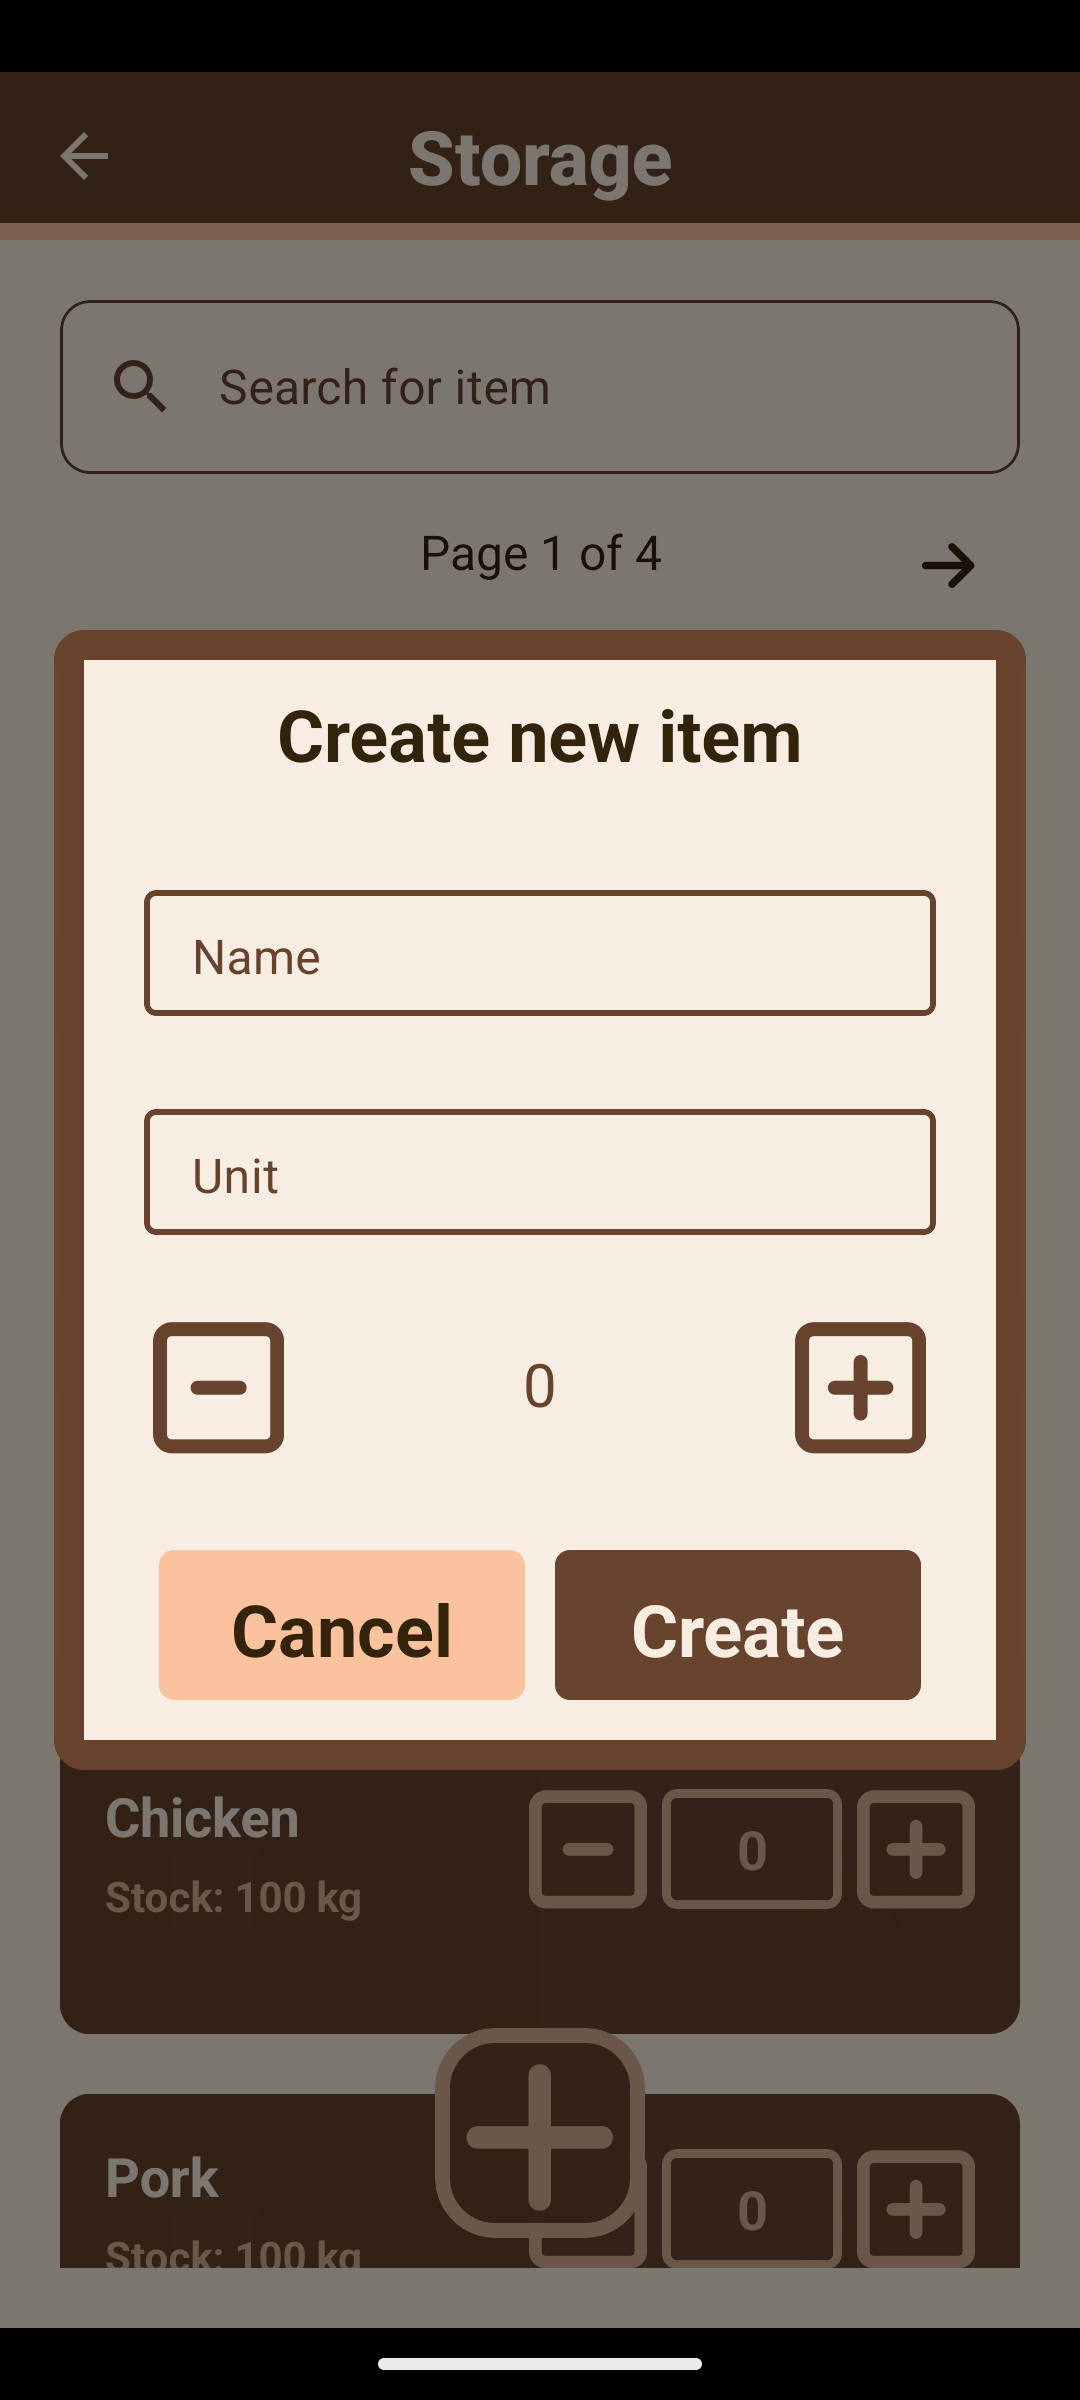 Storage
Search for item
Page 1 of 4
Create new item
Name
Unit
0
Cancel
Create
Chicken
0
Stock: 100 kg
Pork
0
Stock: 100 kg